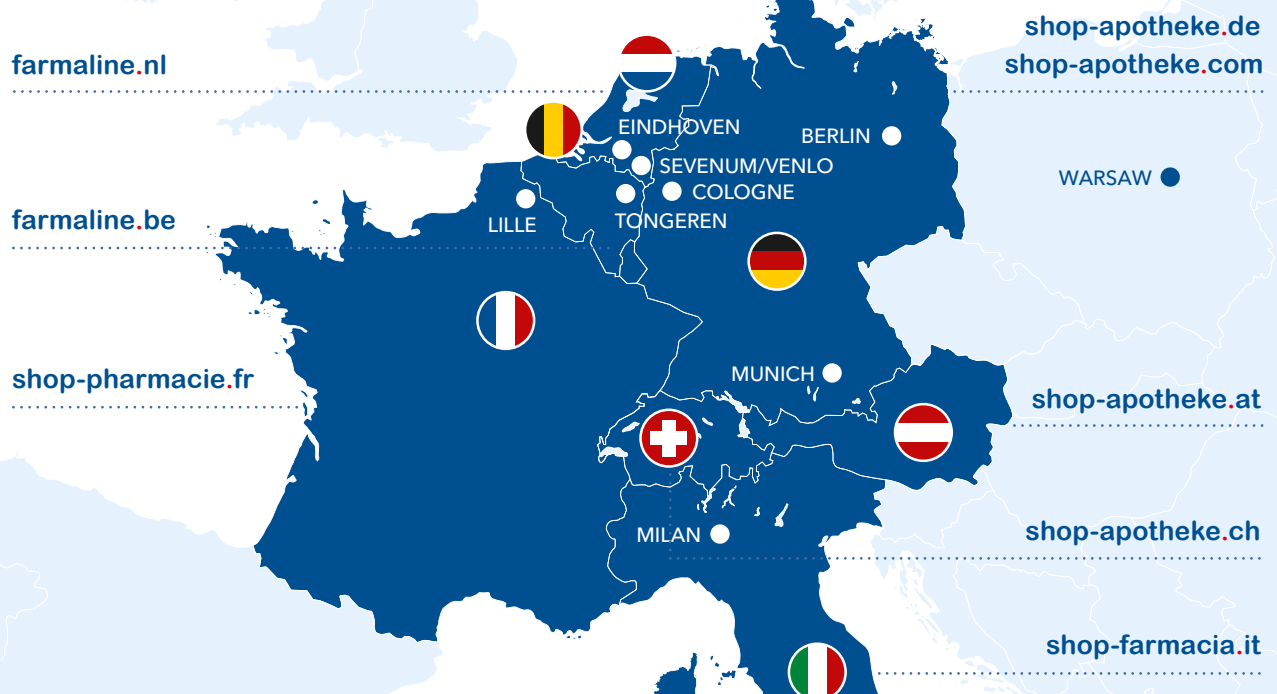 shop-apotheke.de
farmaline.nl
shop-apotheke.com
EINDHOVEN
BERLIN
SEVENUM/VENLO
WARSAW
COLOGNE
farmaline.be
LILLE
TONGEREN
shop-pharmacie.fr
MUNICH
shop-apotheke.at
MILAN
shop-apotheke.ch
shop-farmacia.it